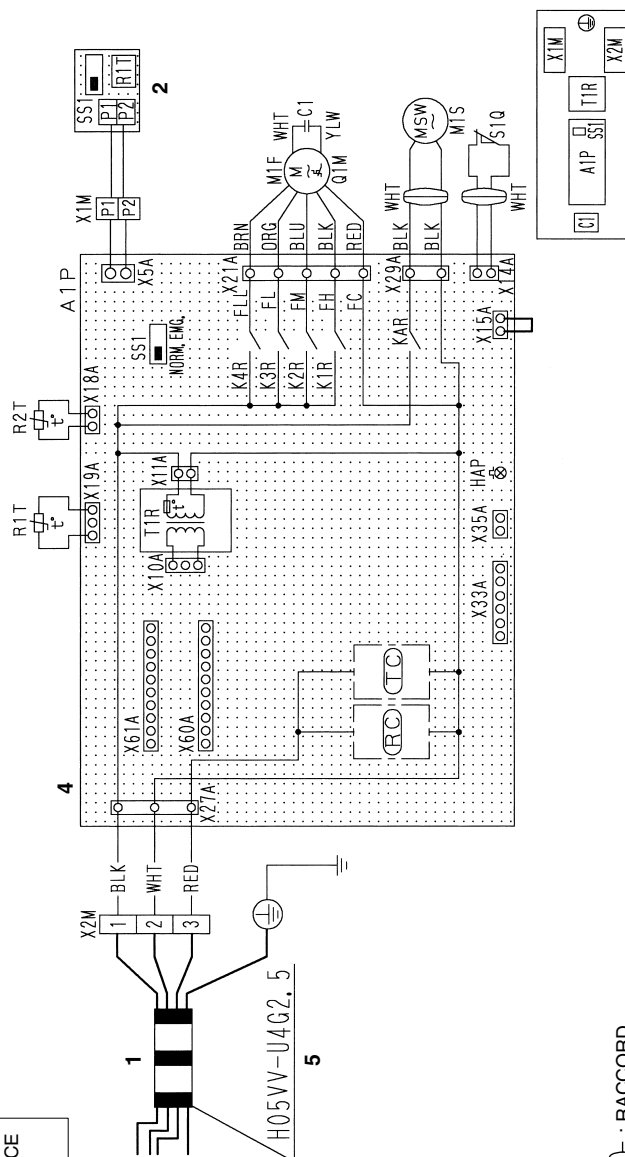 CE
1
H05VV-U4G2.5
5
: RACCORD
X2M
1
2
3
BLK
WHT
RED
4
A1P
X27A
X61A
X60A
R1T
t°
X19A
R2T
t°
X18A
X10A
T1R
t°
X11A
SS1
NORM. EMG.
RC
TC
X33A
X35A
HAP
X15A
X5A
X1M
P1
P2
SS1
P1
P2
R1T
2
K4R
K3R
K2R
K1R
KAR
FLL
FL
FM
FH
FC
X21A
BRN
ORG
BLU
BLK
RED
M1F
M
Q1M
WHT
C1
YLW
X29A
BLK
BLK
WHT
MSW
M1S
X14A
WHT
S1Q
X1M
X2M
T1R
A1P
SS1
C1